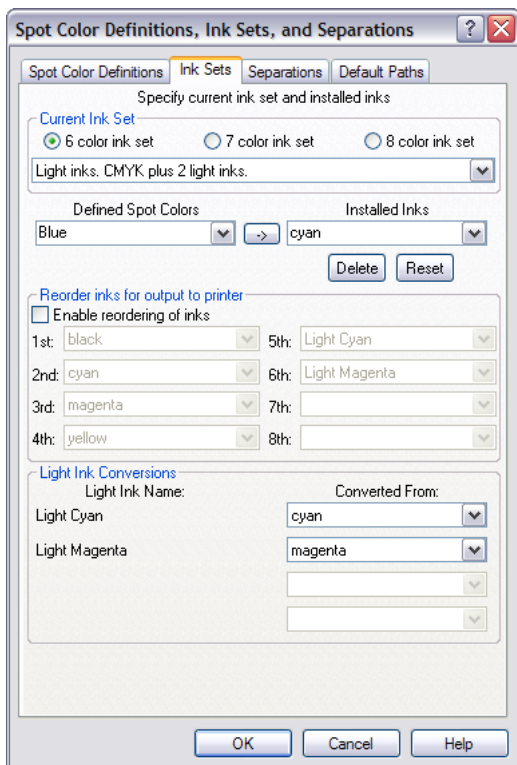 Spot Color Definitions, Ink Sets, and Separations ?
Spot Color Definitions Ink Sets Separations Default Paths
Specify current ink set and installed inks
Current Ink Set
6 color ink set 7 color ink set 8 color ink set
Light inks. CMYK plus 2 light inks.
Defined Spot Colors Installed Inks
Blue -> cyan
Delete Reset
Reorder inks for output to printer
Enable reordering of inks
1st: black 5th: Light Cyan
2nd: cyan 6th: Light Magenta
3rd: magenta 7th:
4th: yellow 8th:
Light Ink Conversions
Light Ink Name: Converted From:
Light Cyan cyan
Light Magenta magenta
OK Cancel Help